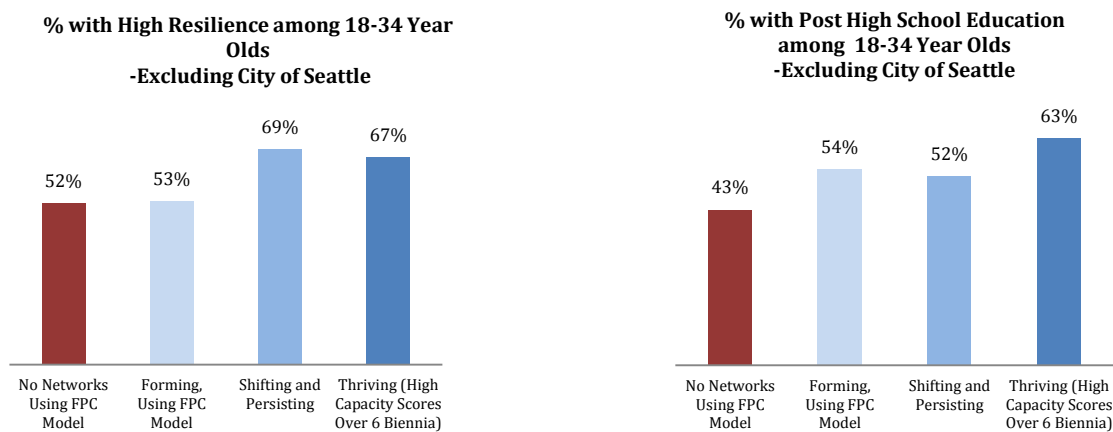 % with High Resilience among 18-34 Year
Olds
-Excluding City of Seattle
52%
53%
69%
67%
No Networks
Using FPC
Model
Forming,
Using FPC
Model
Shifting and
Persisting
Thriving (High
Capacity Scores
Over 6 Biennia)
% with Post High School Education
among 18-34 Year Olds
-Excluding City of Seattle
43%
54%
52%
63%
No Networks
Using FPC
Model
Forming,
Using FPC
Model
Shifting and
Persisting
Thriving (High
Capacity Scores
Over 6 Biennia)